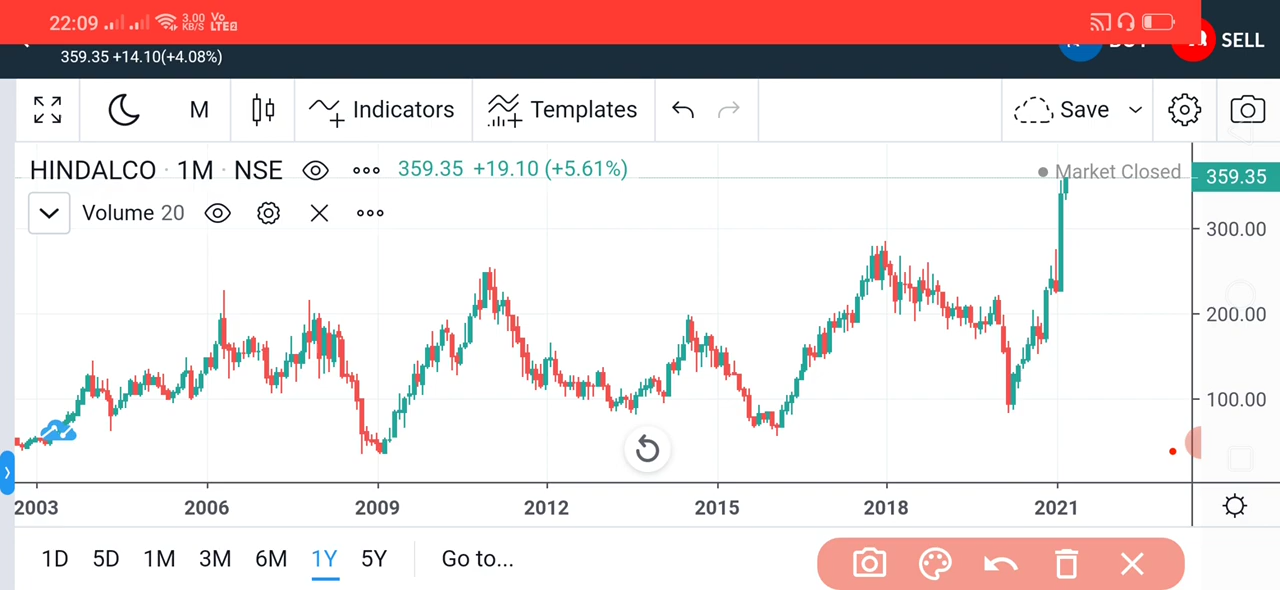 22:09 3.00 KB/S Vo LTE2
359.35 +14.10(+4.08%)
SELL
M Indicators Templates Save
HINDALCO · 1M · NSE 359.35 +19.10 (+5.61%) Market Closed 359.35
Volume 20
300.00
200.00
100.00
2003 2006 2009 2012 2015 2018 2021
1D 5D 1M 3M 6M 1Y 5Y Go to...